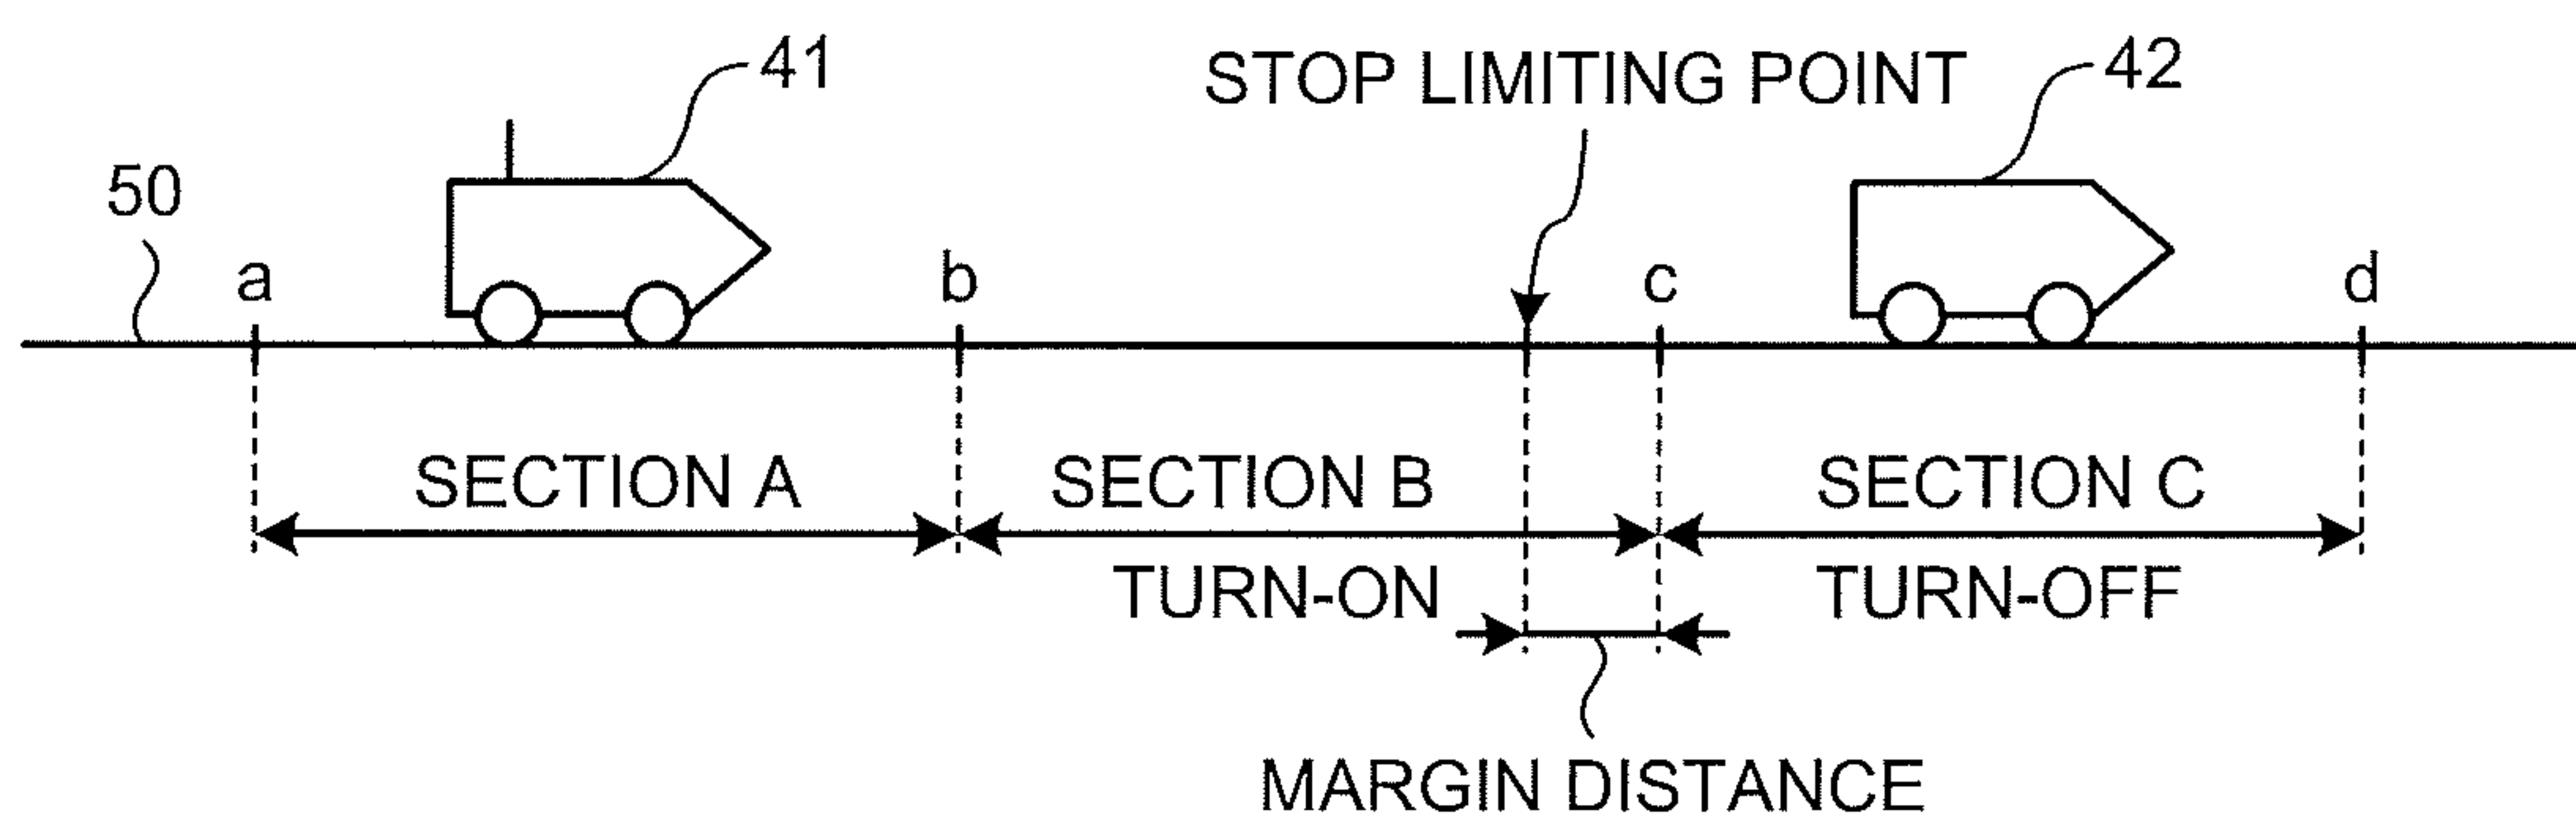 41
STOP LIMITING POINT
42
50
a
b
c
d
SECTION A
SECTION B
SECTION C
TURN-ON
TURN-OFF
MARGIN DISTANCE